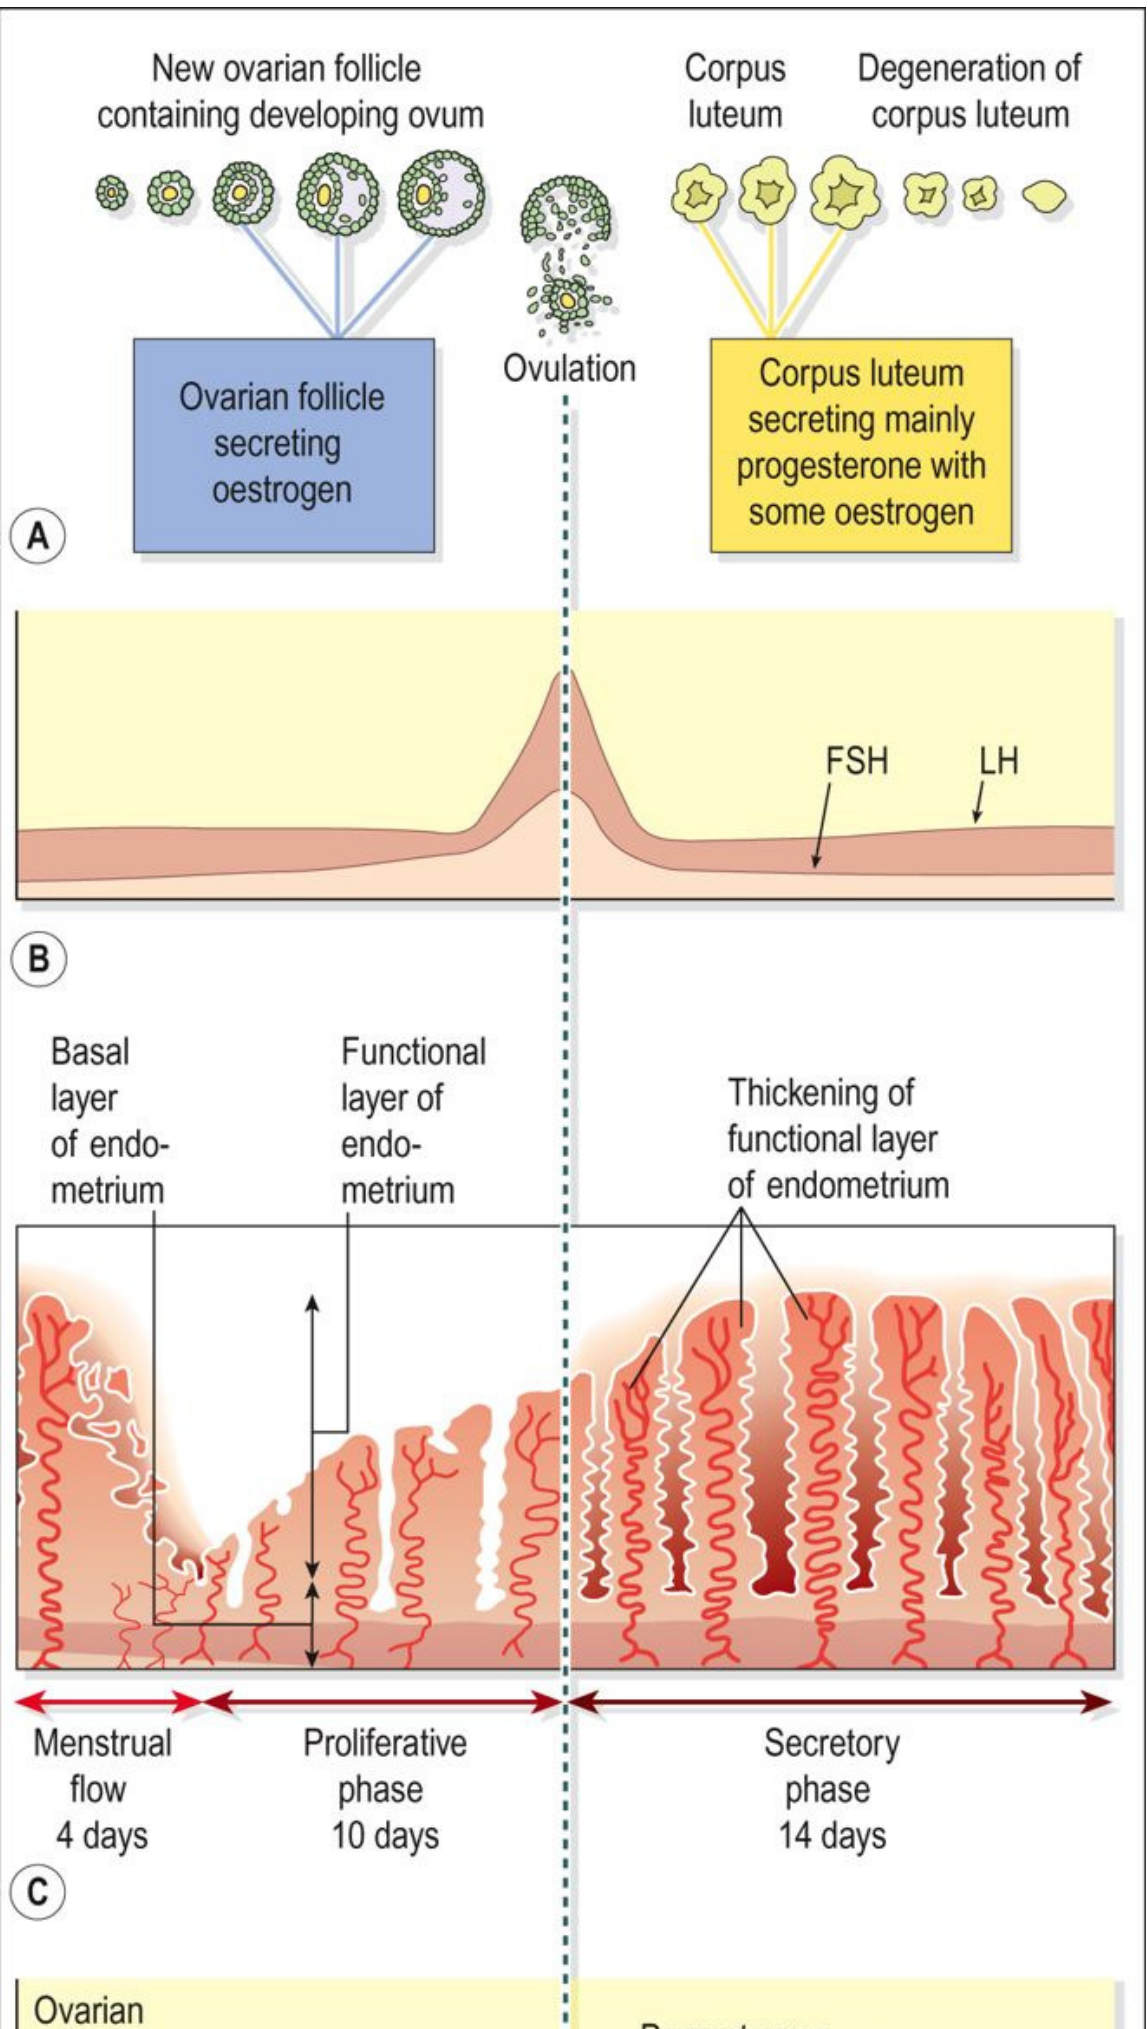 New ovarian follicle
containing developing ovum
Corpus
luteum
Degeneration of
corpus luteum
Ovulation
Ovarian follicle
secreting
oestrogen
Corpus luteum
secreting mainly
progesterone with
some oestrogen
A
FSH
LH
B
Basal
layer
of endo-
metrium
Functional
layer of
endo-
metrium
Thickening of
functional layer
of endometrium
Menstrual
flow
4 days
Proliferative
phase
10 days
Secretory
phase
14 days
C
Ovarian